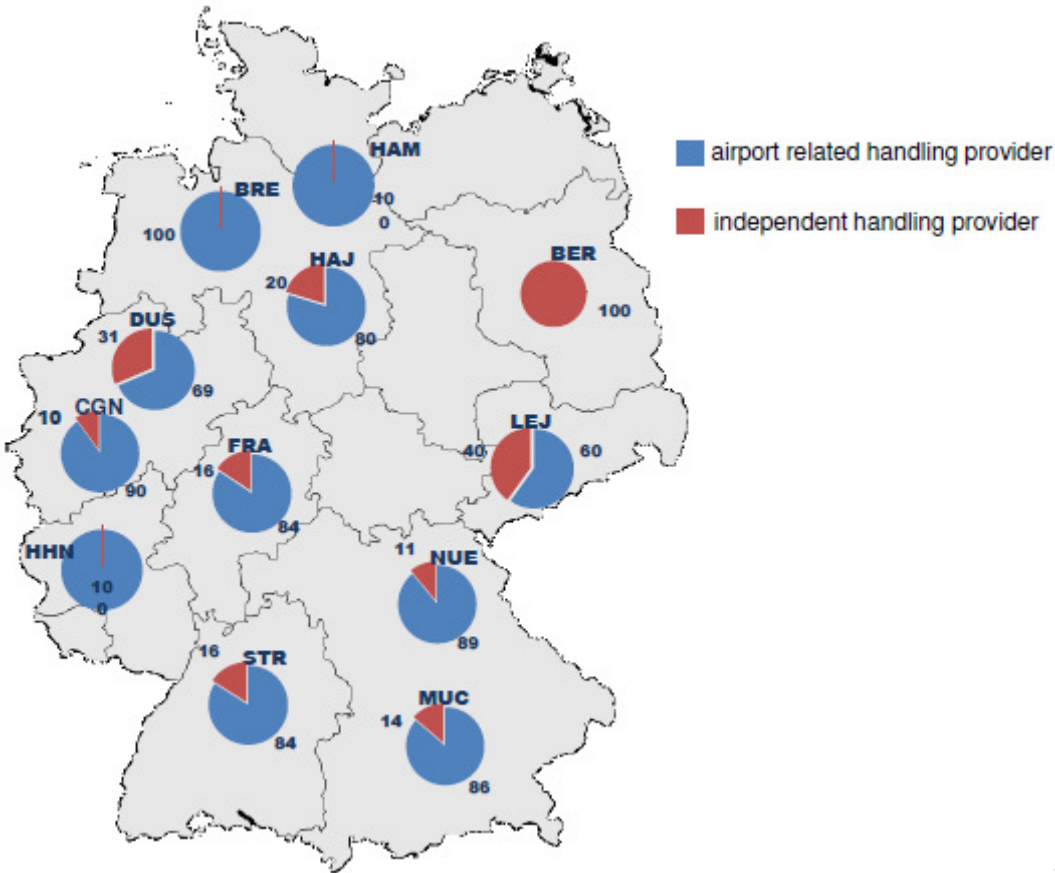 HAM
10
0
BRE
100
airport related handling provider
independent handling provider
BER
100
HAJ
20
80
DUS
31
69
CGN
10
90
FRA
16
84
LEJ
40
60
HHN
10
0
NUE
11
89
STR
16
84
MUC
14
86